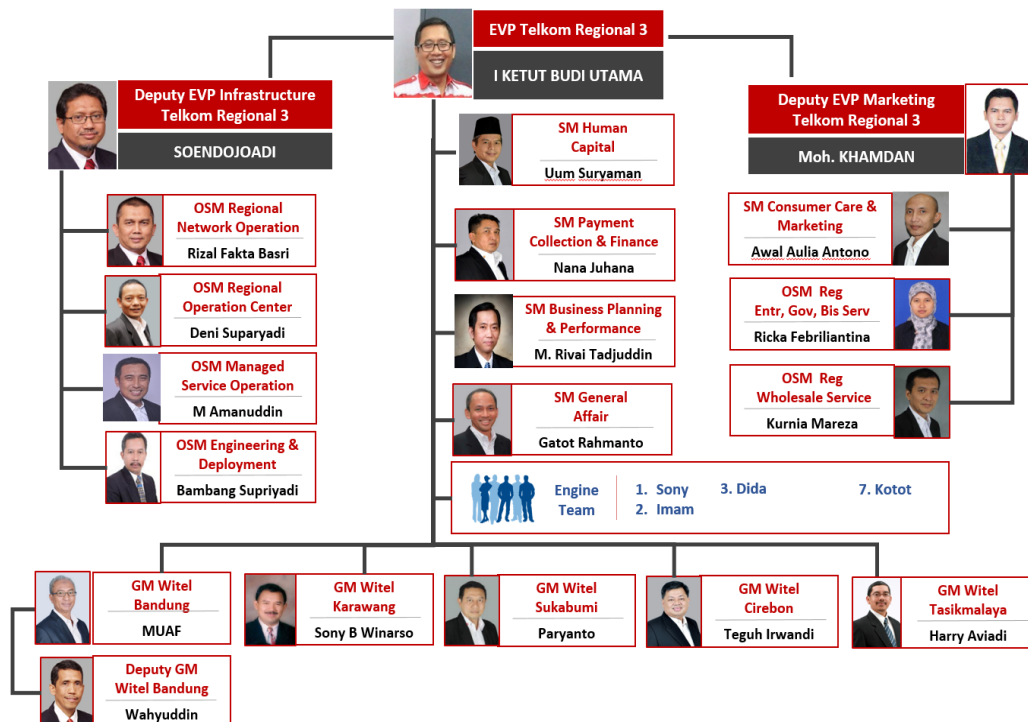 EVP Telkom Regional 3
I KETUT BUDI UTAMA
Deputy EVP Infrastructure
Telkom Regional 3
SOENDOJOADI
Deputy EVP Marketing
Telkom Regional 3
Moh. KHAMDAN
OSM Regional
Network Operation
Rizal Fakta Basri
OSM Regional
Operation Center
Deni Suparyadi
OSM Managed
Service Operation
M Amanuddin
OSM Engineering &
Deployment
Bambang Supriyadi
SM Human
Capital
Uum Suryaman
SM Payment
Collection & Finance
Nana Juhana
SM Business Planning
& Performance
M. Rivai Tadjuddin
SM General
Affair
Gatot Rahmanto
SM Consumer Care &
Marketing
Awal Aulia Antono
OSM Reg
Entr, Gov, Bis Serv
Ricka Febriliantina
OSM Reg
Wholesale Service
Kurnia Mareza
Engine
Team
1. Sony
2. Imam
3. Dida
7. Kotot
GM Witel
Bandung
MUAF
Deputy GM
Witel Bandung
Wahyuddin
GM Witel
Karawang
Sony B Winarso
GM Witel
Sukabumi
Paryanto
GM Witel
Cirebon
Teguh Irwandi
GM Witel
Tasikmalaya
Harry Aviadi